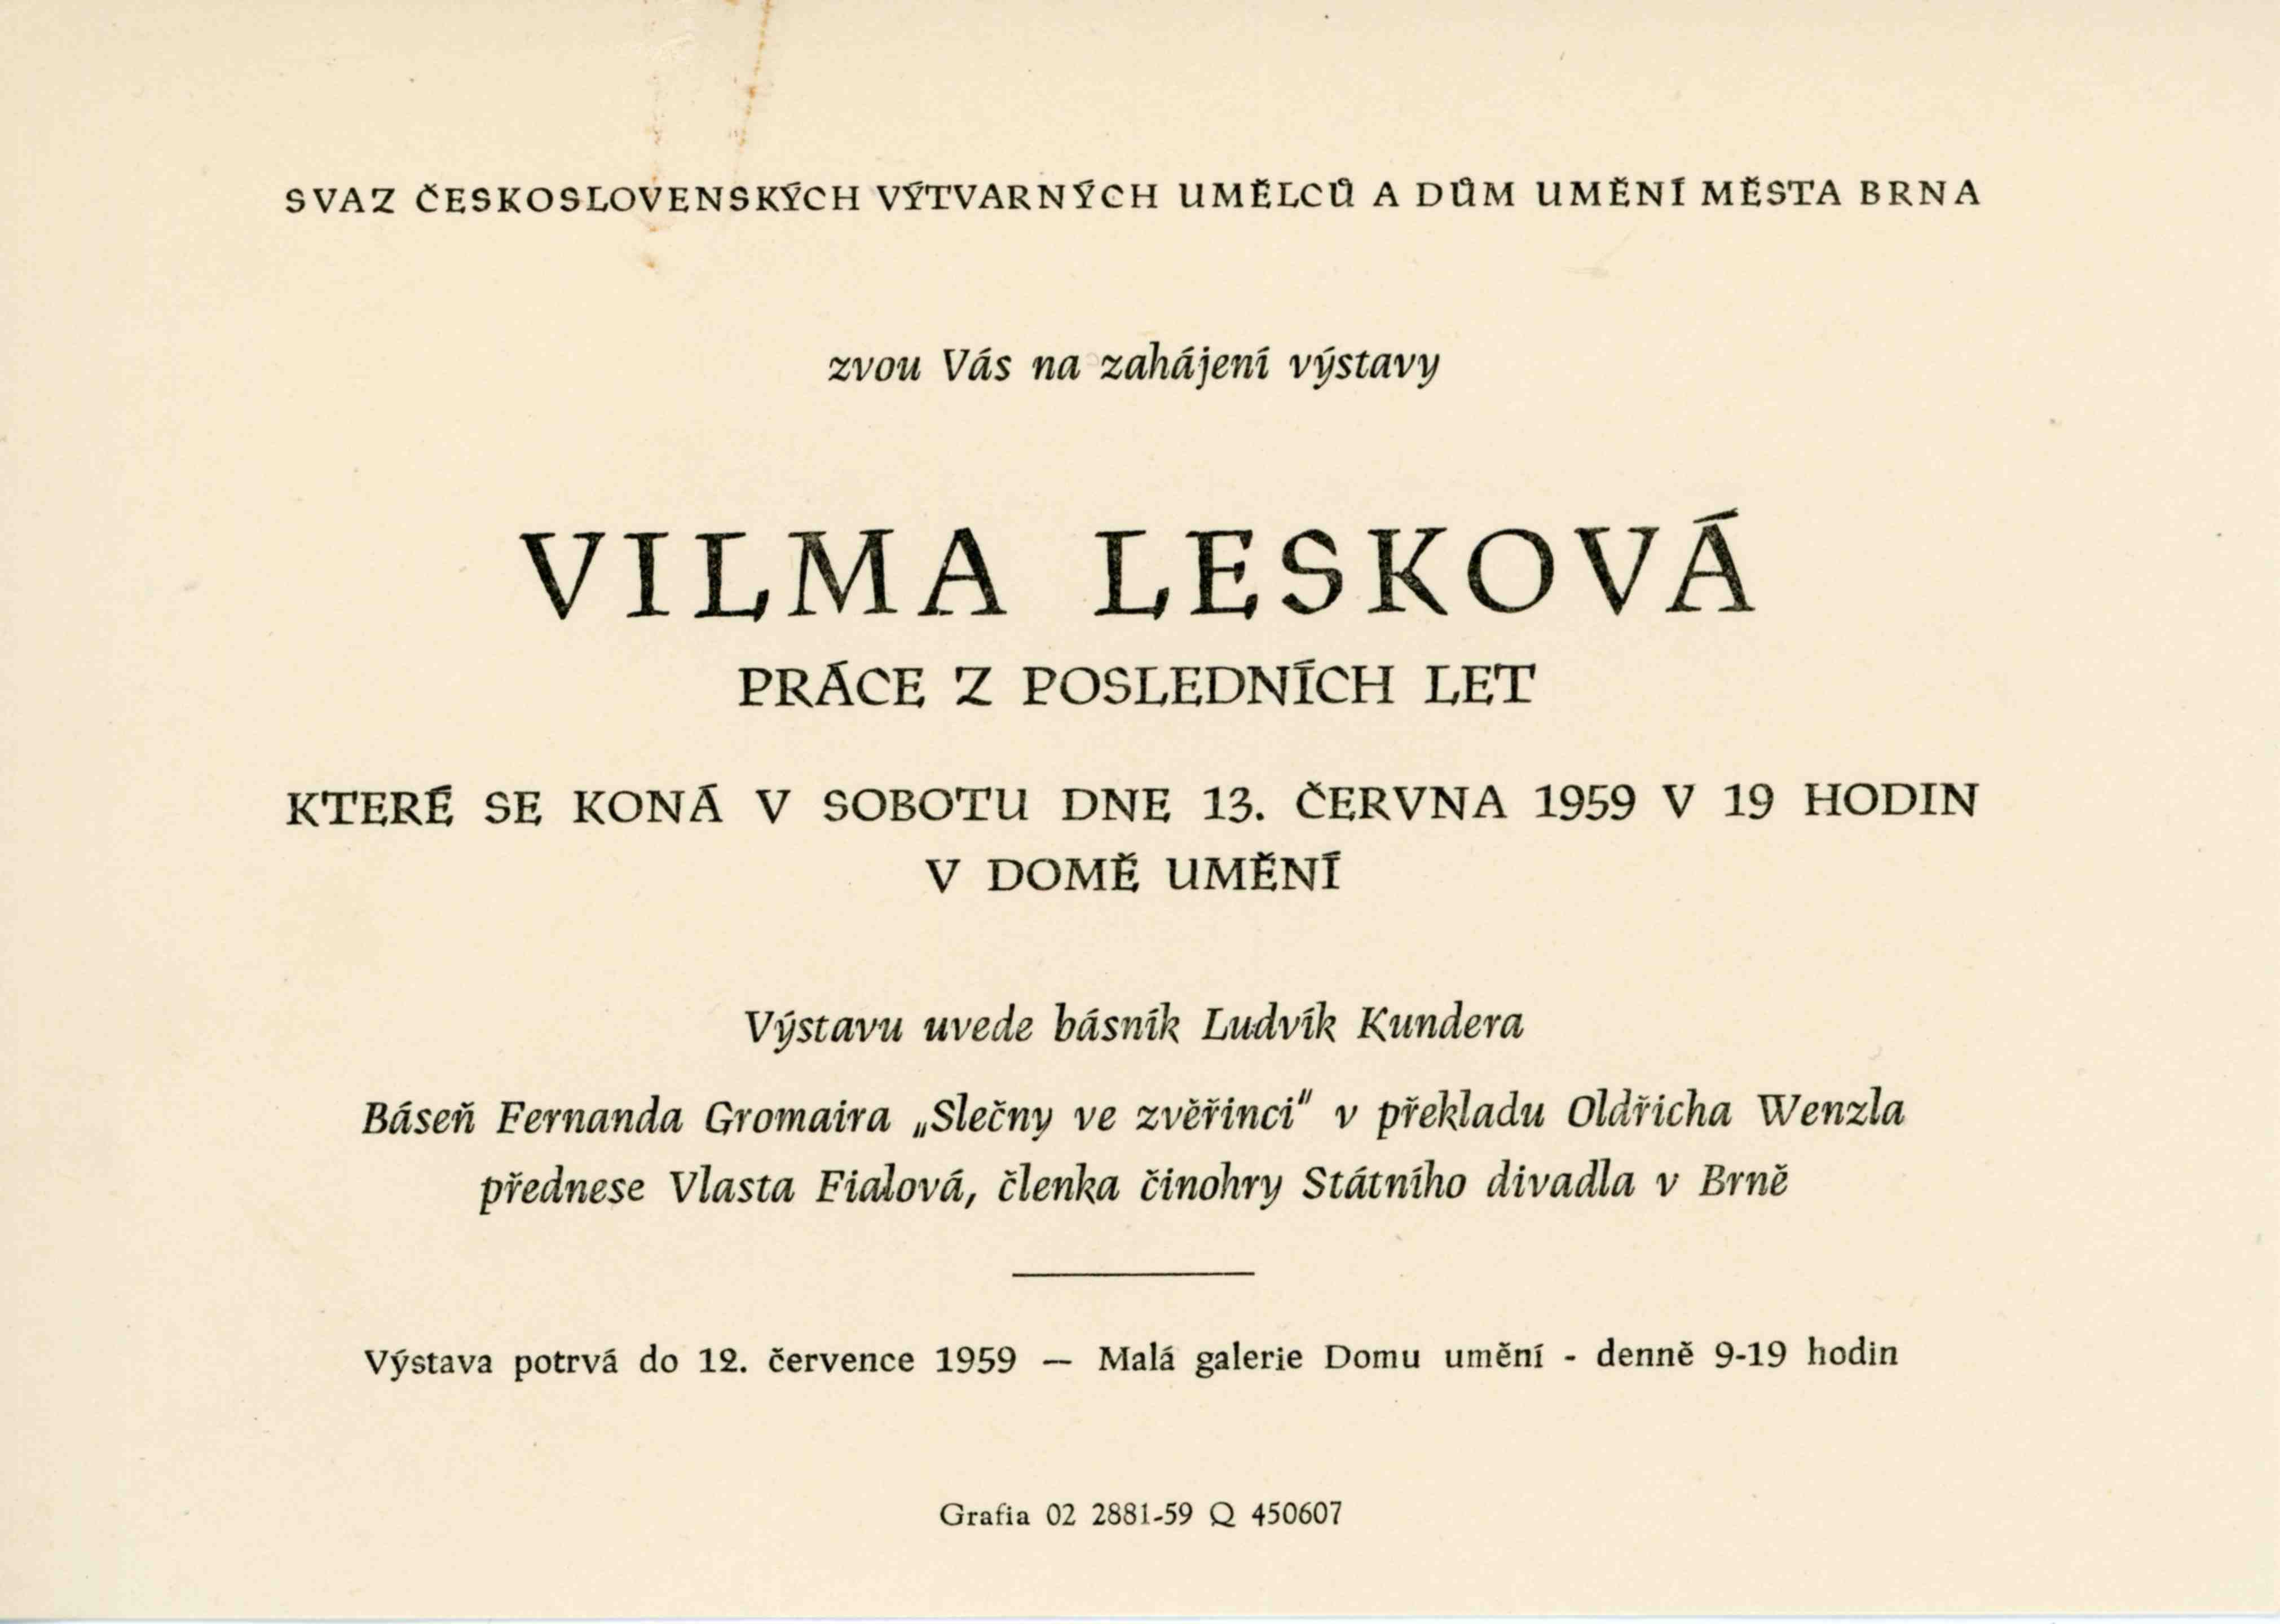 SVAZ ČESKOSLOVENSKÝCH VÝTVARNÝCH UMĚLCŮ A DŮM UMĚNÍ MĚSTA BRNA
zvou Vás na zahájení výstavy
VILMA LESKOVÁ
PRÁCE Z POSLEDNÍCH LET
KTERÉ SE KONÁ V SOBOTU DNE 13. ČERVNA 1959 V 19 HODIN
V DOMĚ UMĚNÍ
Výstavu uvede básník Ludvík Kundera
Báseň Fernanda Gromaira „Slečny ve zvěřinci" v překladu Oldřicha Wenzla
přednese Vlasta Fialová, členka činohry Státního divadla v Brně
Výstava potrvá do 12. července 1959 — Malá galerie Domu umění - denně 9-19 hodin
Grafia 02 2881-59 Q 450607